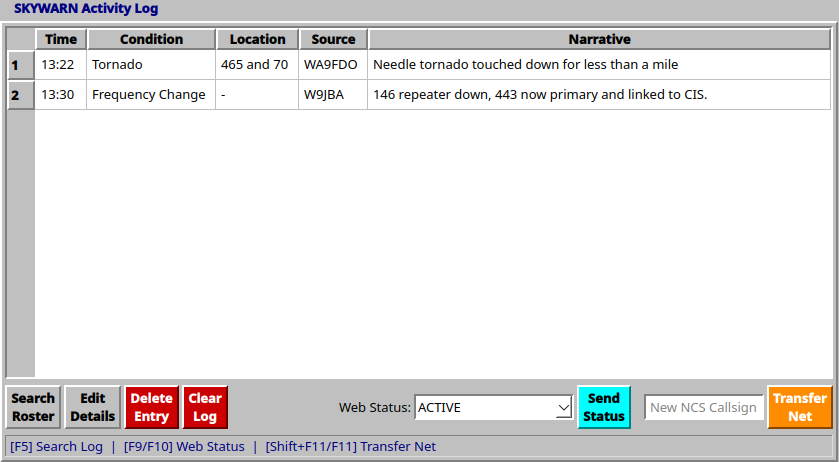 SKYWARN Activity Log
Time Condition Location Source Narrative
1 13:22 Tornado 465 and 70 WA9FDO Needle tornado touched down for less than a mile
2 13:30 Frequency Change - W9JBA 146 repeater down, 443 now primary and linked to CIS.
Search Roster Edit Details Delete Entry Clear Log Web Status: ACTIVE Send Status New NCS Callsign Transfer Net
[F5] Search Log | [F9/F10] Web Status | [Shift+F11/F11] Transfer Net